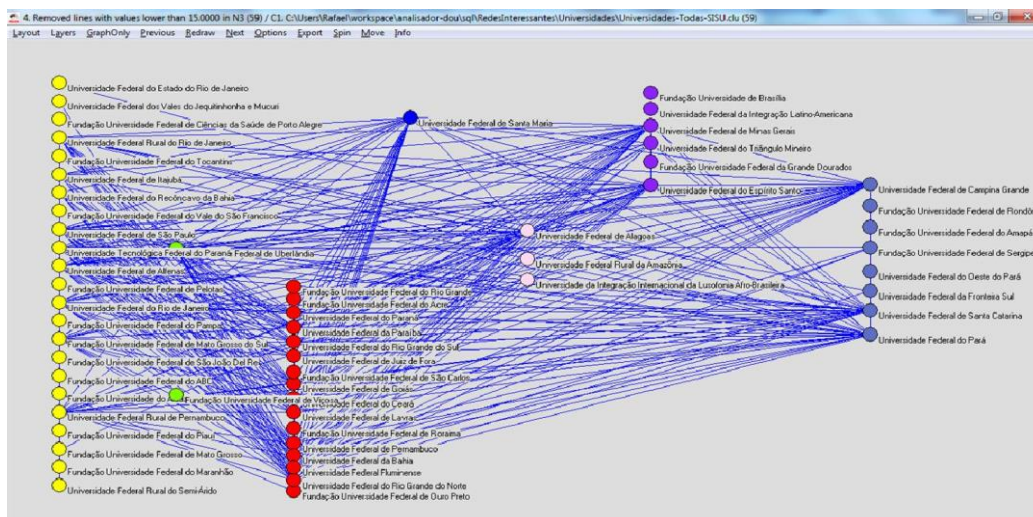 4. Removed lines with values lower than 15.0000 in N3 (59) / C1. C:\Users\Rafael\workspace\analisador-dou\sql\RedesInteressantes\Universidades\Universidades-Todas-SISU.clu (59)
Layout Layers GraphOnly Previous Redraw Next Options Export Spin Move Info
Universidade Federal do Estado do Rio de Janeiro
Universidade Federal dos Vales do Jequitinhonha e Mucuri
Fundação Universidade Federal de Ciências da Saúde de Porto Alegre
Universidade Federal Rural do Rio de Janeiro
Fundação Universidade Federal do Tocantins
Universidade Federal de Itajubá
Universidade Federal do Recôncavo da Bahia
Fundação Universidade Federal do Vale do São Francisco
Universidade Federal de São Paulo
Universidade Tecnológica Federal do Paraná
Federal de Uberlândia
Universidade Federal de Alfenas
Fundação Universidade Federal de Pelotas
Universidade Federal do Rio de Janeiro
Fundação Universidade Federal do Pampa
Fundação Universidade Federal de Mato Grosso do Sul
Fundação Universidade Federal de São João Del Rei
Fundação Universidade Federal do ABC
Fundação Universidade do
Fundação Universidade Federal de Viçosa
Universidade Federal Rural de Pernambuco
Fundação Universidade Federal do Piauí
Fundação Universidade Federal de Mato Grosso
Fundação Universidade Federal do Maranhão
Universidade Federal Rural do Semi-Árido
Fundação Universidade Federal do Rio Grande
Fundação Universidade Federal do Acre
Universidade Federal do Paraná
Universidade Federal da Paraíba
Universidade Federal do Rio Grande do Sul
Universidade Federal de Juiz de Fora
Fundação Universidade Federal de São Carlos
Universidade Federal de Goiás
Universidade Federal do Ceará
Universidade Federal de Lavras
Fundação Universidade Federal de Roraima
Universidade Federal de Pernambuco
Universidade Federal da Bahia
Universidade Federal Fluminense
Universidade Federal do Rio Grande do Norte
Fundação Universidade Federal de Ouro Preto
Universidade Federal de Santa Maria
Universidade Federal de Alagoas
Universidade Federal Rural da Amazônia
Universidade da Integração Internacional da Lusofonia Afro-Brasileira
Fundação Universidade de Brasília
Universidade Federal da Integração Latino-Americana
Universidade Federal de Minas Gerais
Universidade Federal do Triângulo Mineiro
Fundação Universidade Federal da Grande Dourados
Universidade Federal do Espírito Santo
Universidade Federal de Campina Grande
Fundação Universidade Federal de Rondô
Fundação Universidade Federal do Amapá
Fundação Universidade Federal de Sergipe
Universidade Federal do Oeste do Pará
Universidade Federal da Fronteira Sul
Universidade Federal de Santa Catarina
Universidade Federal do Pará